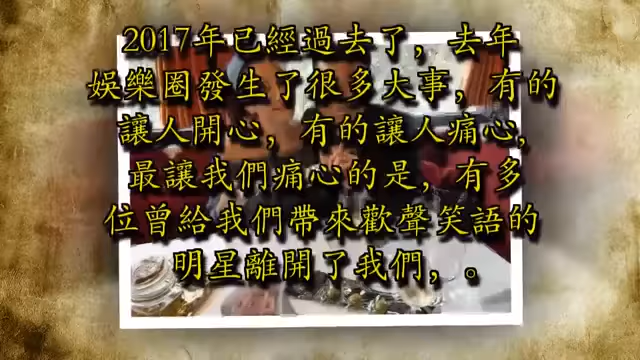 2017年已經過去了，去年
娛樂圈發生了很多大事，有的
讓人開心，有的讓人痛心,
最讓我們痛心的是，有多
位曾給我們帶來歡聲笑語的
明星離開了我們，。